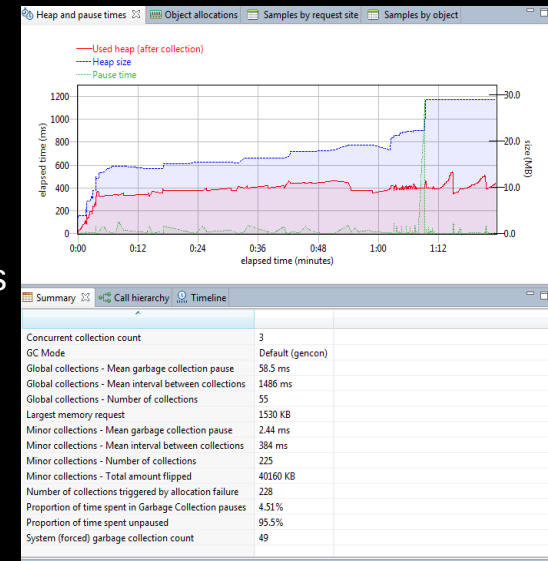 Heap and pause times Object allocations Samples by request site Samples by object
Used heap (after collection)
Heap size
Pause time
elapsed time (ms)
1200
1000
800
600
400
200
0
30.0
20.0
10.0
0.0
size (MB)
0:00 0:12 0:24 0:36 0:48 1:00 1:12
elapsed time (minutes)
s
Summary Call hierarchy Timeline
Concurrent collection count 3
GC Mode Default (gencon)
Global collections - Mean garbage collection pause 58.5 ms
Global collections - Mean interval between collections 1486 ms
Global collections - Number of collections 55
Largest memory request 1530 KB
Minor collections - Mean garbage collection pause 2.44 ms
Minor collections - Mean interval between collections 384 ms
Minor collections - Number of collections 225
Minor collections - Total amount flipped 40160 KB
Number of collections triggered by allocation failure 228
Proportion of time spent in Garbage Collection pauses 4.51%
Proportion of time spent unpaused 95.5%
System (forced) garbage collection count 49